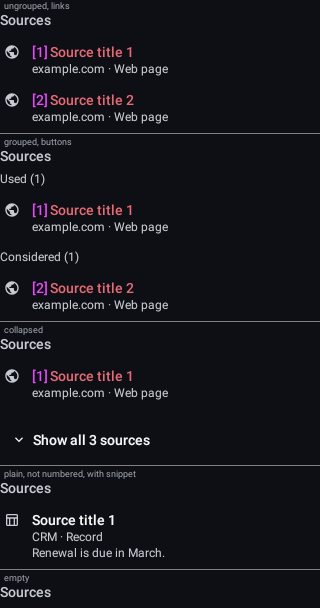 ungrouped, links
Sources
[1] Source title 1
example.com · Web page
[2] Source title 2
example.com · Web page
grouped, buttons
Sources
Used (1)
[1] Source title 1
example.com · Web page
Considered (1)
[2] Source title 2
example.com · Web page
collapsed
Sources
[1] Source title 1
example.com · Web page
Show all 3 sources
plain, not numbered, with snippet
Sources
Source title 1
CRM · Record
Renewal is due in March.
empty
Sources